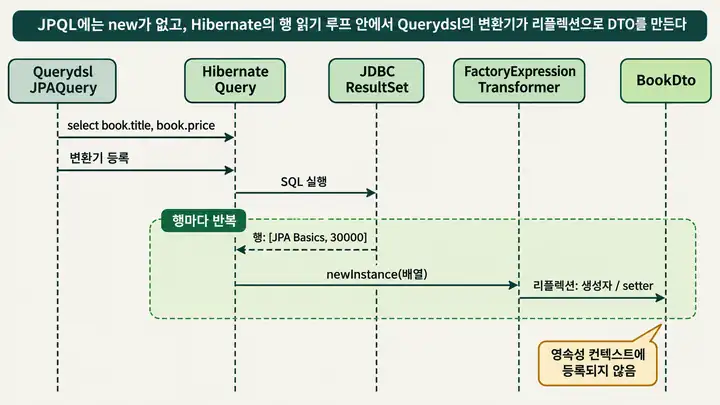 JPQL에는 new가 없고, Hibernate의 행 읽기 루프 안에서 Querydsl의 변환기가 리플렉션으로 DTO를 만든다
Querydsl
JPAQuery
Hibernate
Query
JDBC
ResultSet
FactoryExpression
Transformer
BookDto
select book.title, book.price
변환기 등록
SQL 실행
행마다 반복
행: [JPA Basics, 30000]
newInstance(배열)
리플렉션: 생성자 / setter
영속성 컨텍스트에
등록되지 않음